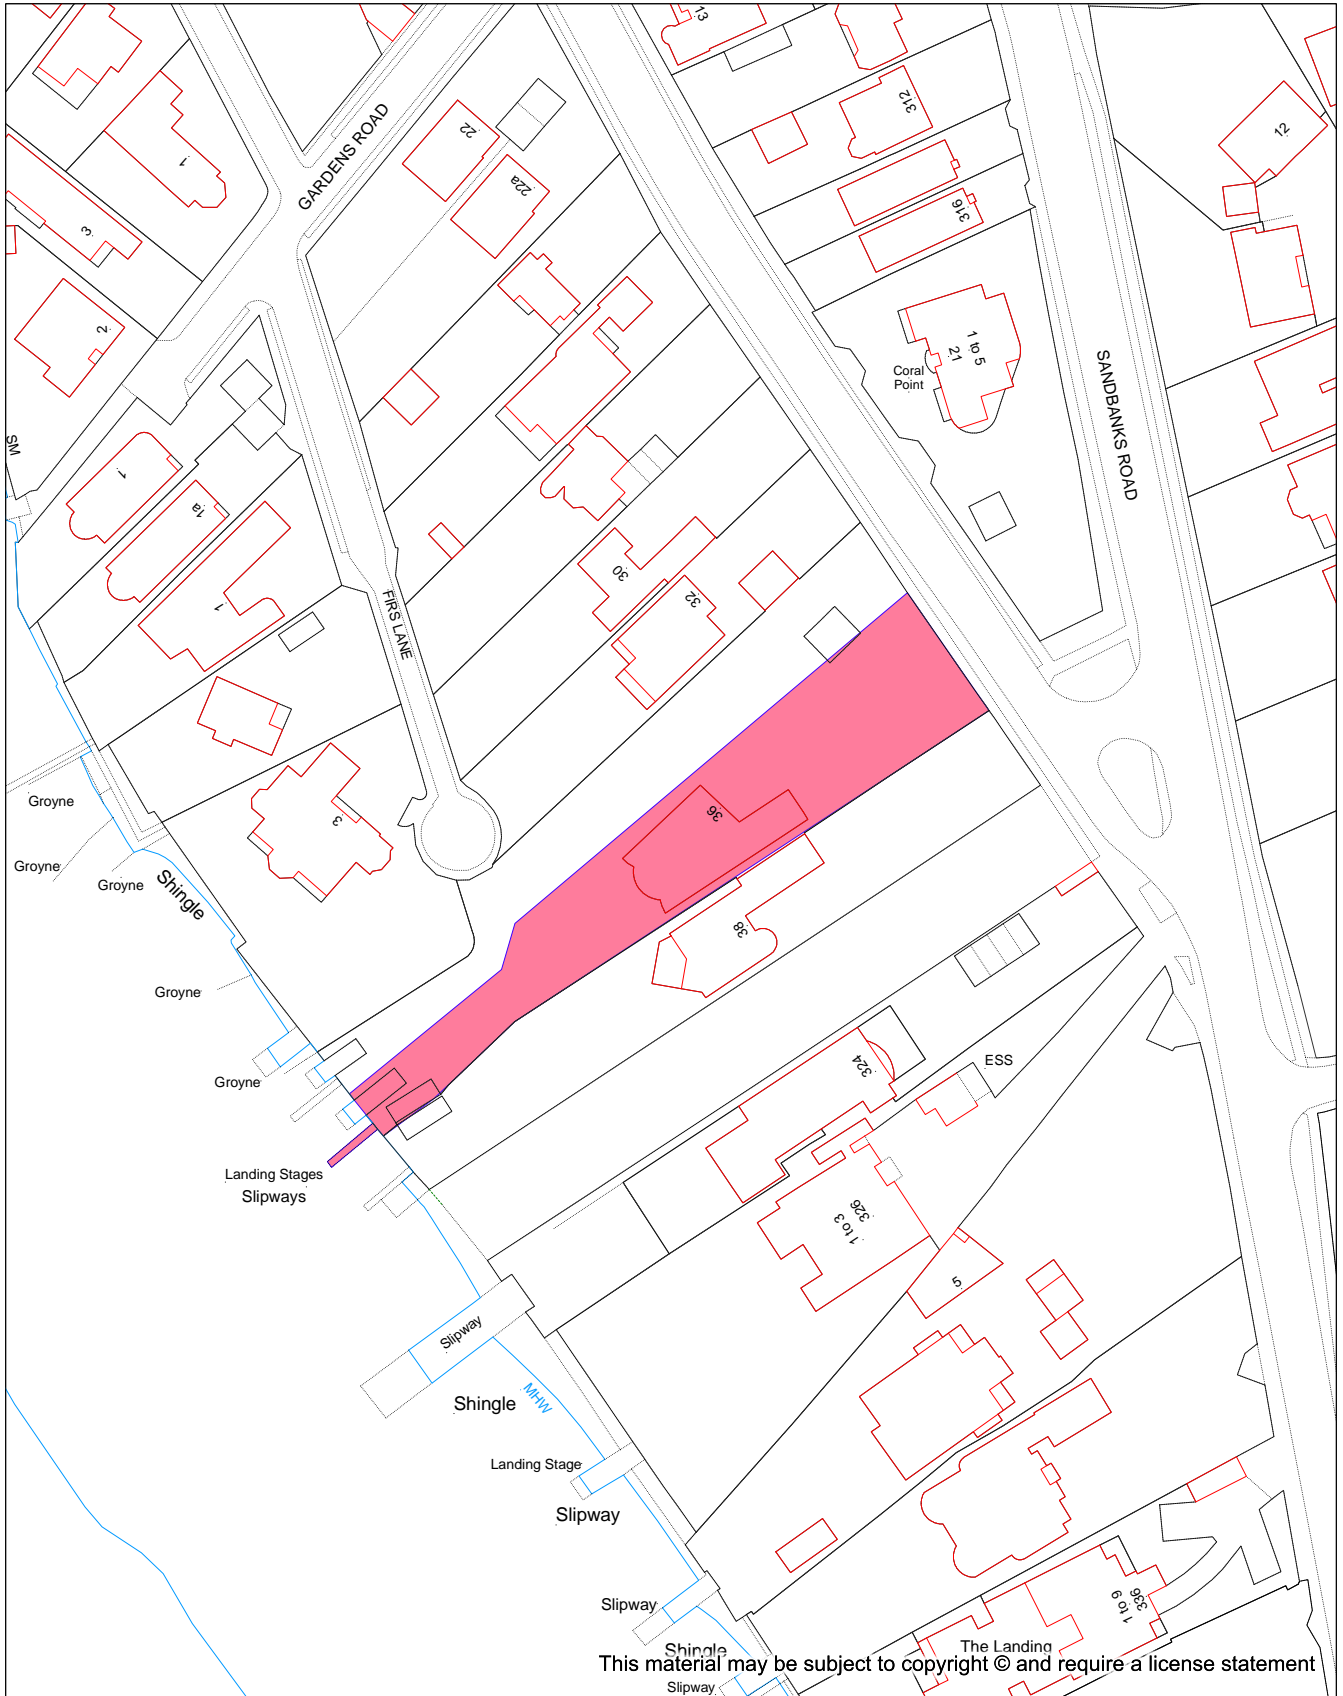 13
312
12
GARDENS ROAD
22
1
22a
3
316
2
1 to 5
21
Coral
Point
SANDBANKS ROAD
SM
1
1a
30
32
1
FIRS LANE
Groyne
36
3
Groyne
Groyne
Shingle
38
Groyne
Groyne
324
ESS
Landing Stages
Slipways
1 to 3
326
5
Slipway
Shingle
MHW
Landing Stage
Slipway
Slipway
1 to 9
336
Shingle
The Landing
This material may be subject to copyright © and require a license statement
Slipway